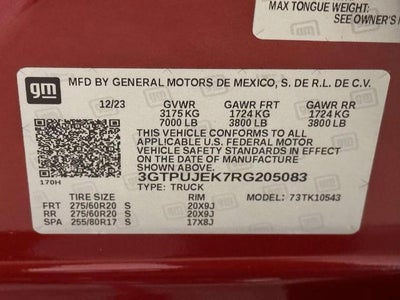 MAX TONGUE WEIGHT:
SEE OWNER'S
gm
MFD BY GENERAL MOTORS DE MEXICO, S. DE R.L. DE C.V.
12/23 GVWR GAWR FRT GAWR RR
3175 KG 1724 KG 1724 KG
7000 LB 3800 LB 3800 LB
THIS VEHICLE CONFORMS TO ALL
APPLICABLE U.S. FEDERAL MOTOR
VEHICLE SAFETY STANDARDS IN EFFECT
ON THE DATE OF MANUFACTURE
SHOWN ABOVE.
170H
3GTPUJEK7RG205083
TYPE: TRUCK MODEL: 73TK10543
TIRE SIZE RIM
FRT 275/60R20 S 20X9J
RR 275/60R20 S 20X9J
SPA 255/80R17 S 17X8J